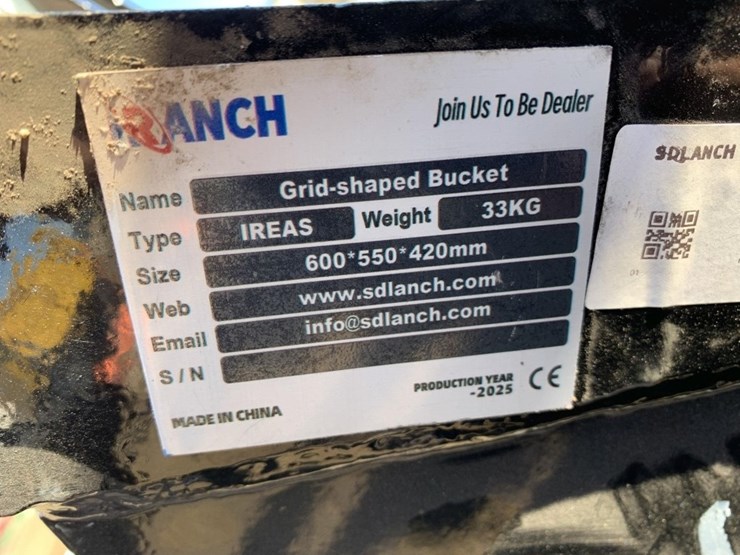 RANCH
Join Us To Be Dealer
Name Grid-shaped Bucket
Type IREAS Weight 33KG
Size 600*550*420mm
Web www.sdlanch.com
Email info@sdlanch.com
S/N
PRODUCTION YEAR
-2025
CE
MADE IN CHINA
SDLANCH
01